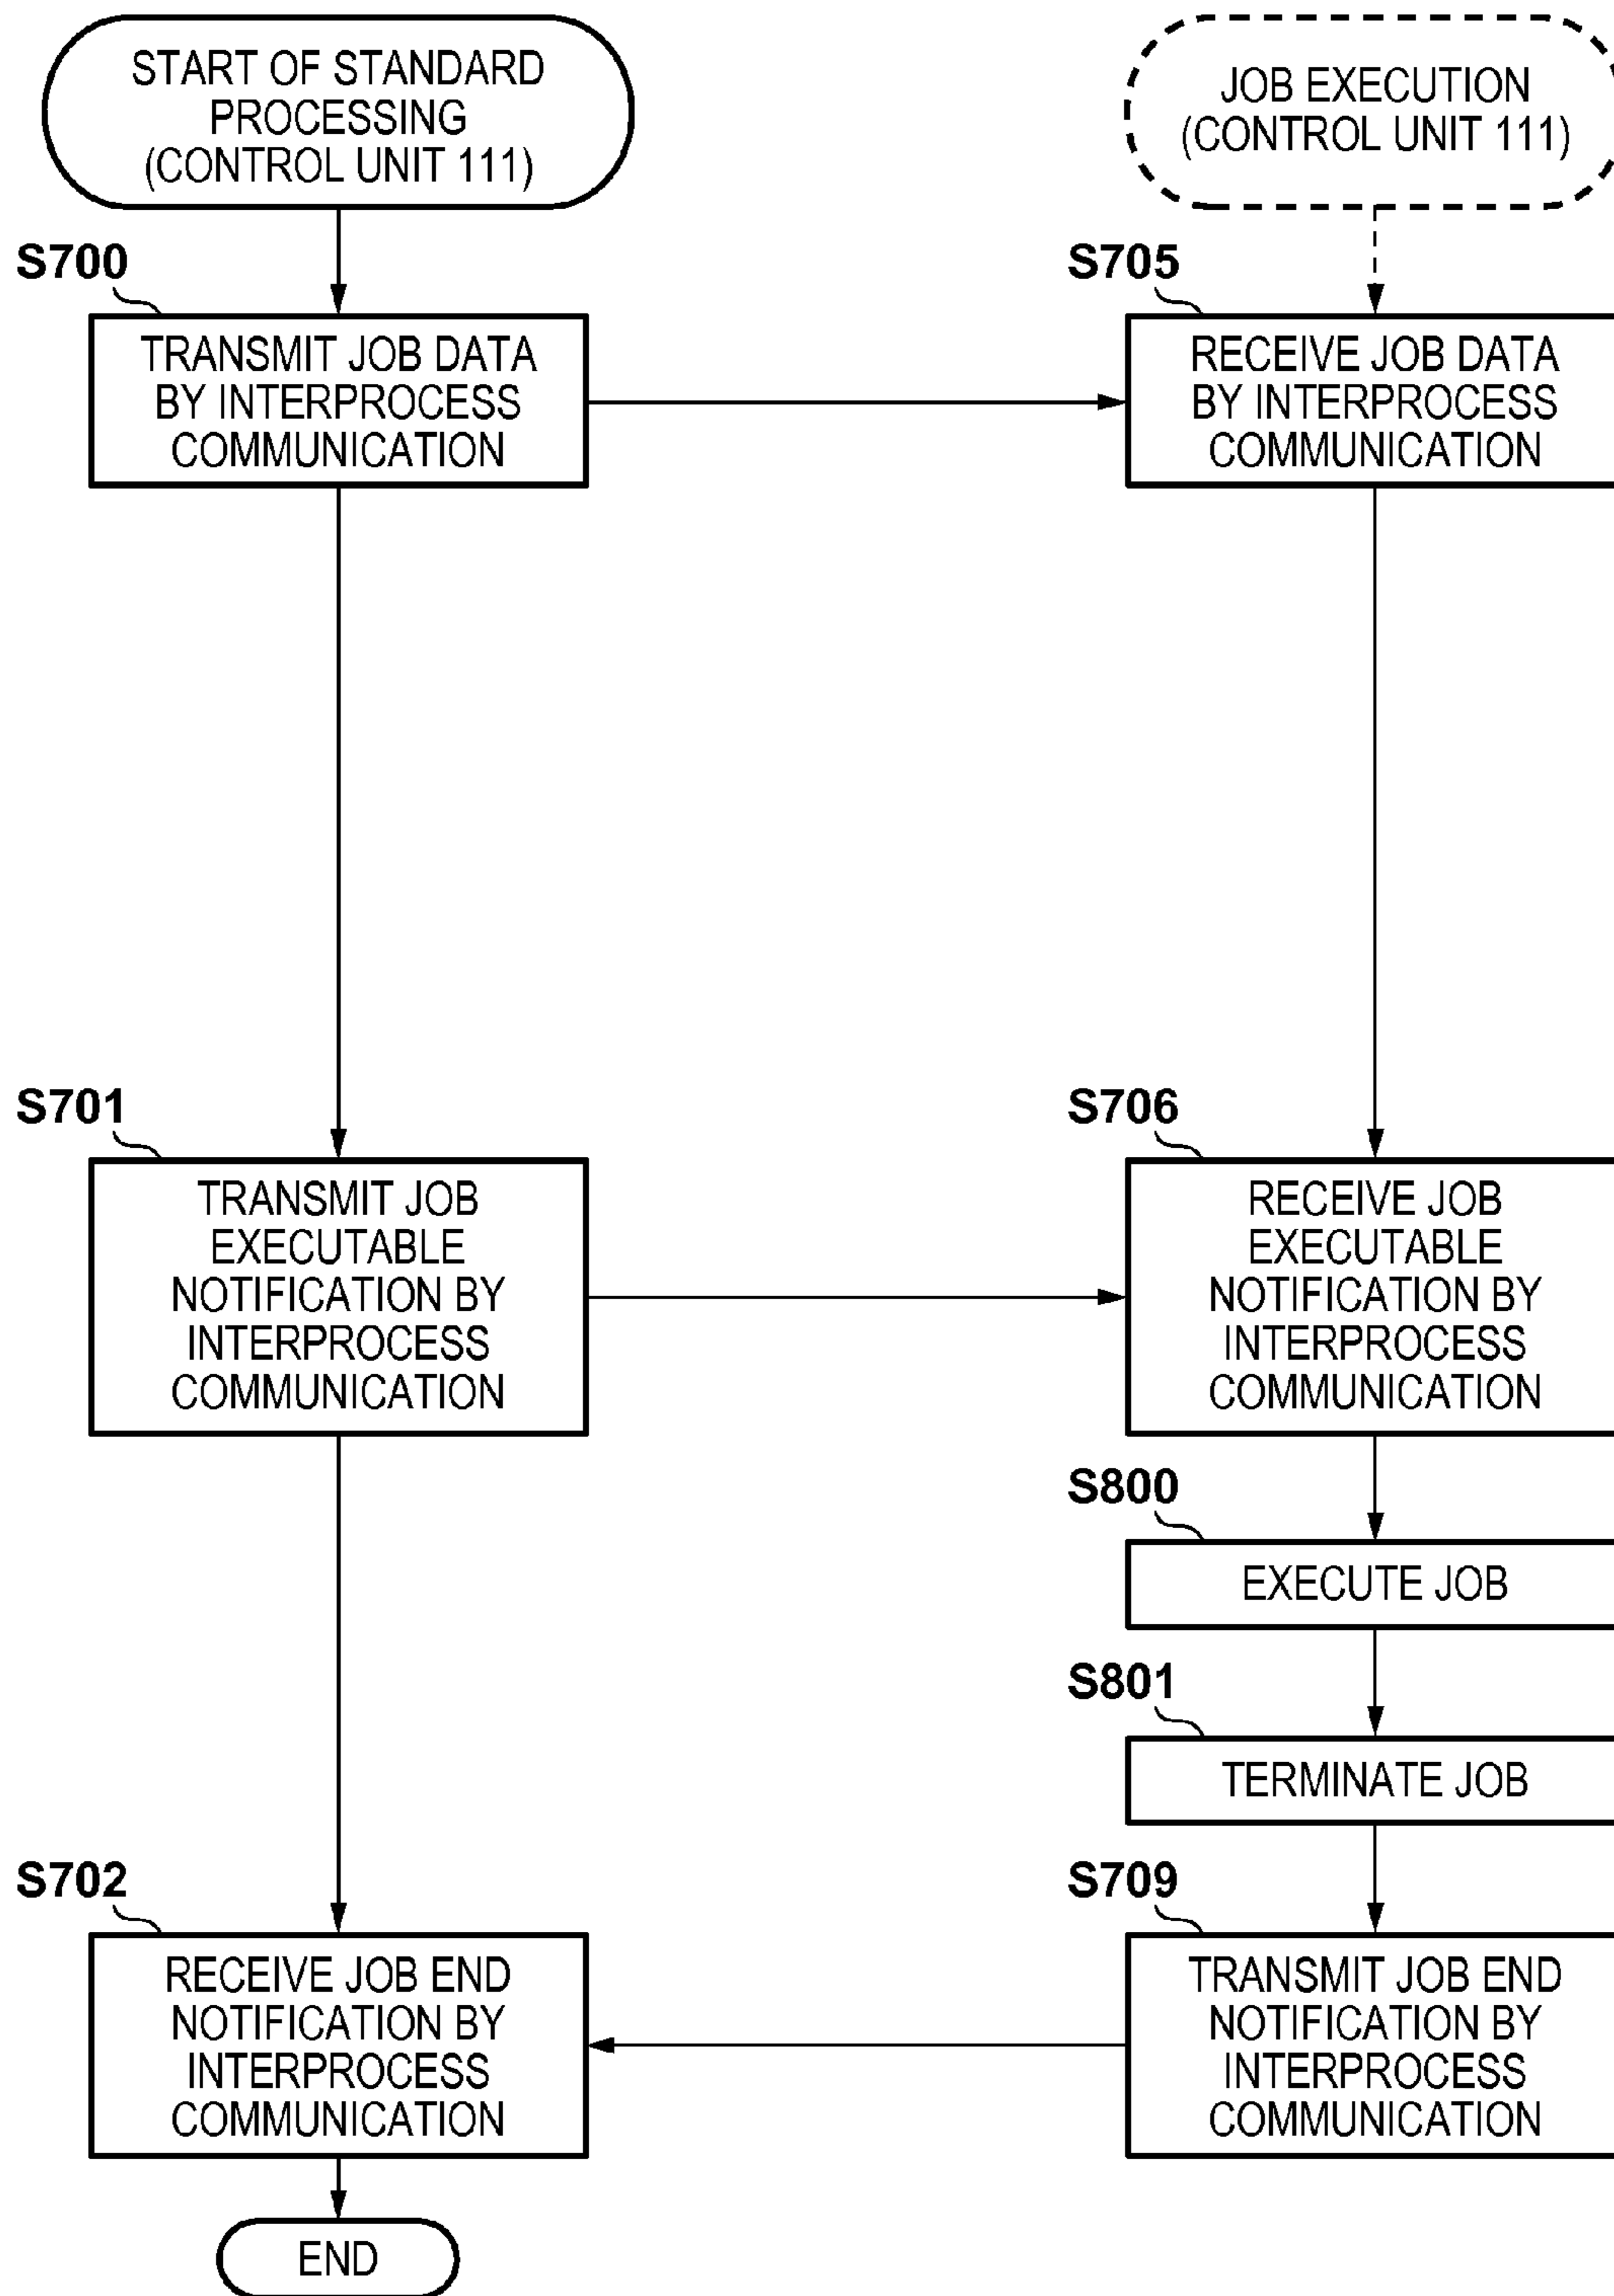 START OF STANDARD
PROCESSING
(CONTROL UNIT 111)
JOB EXECUTION
(CONTROL UNIT 111)
S700
TRANSMIT JOB DATA
BY INTERPROCESS
COMMUNICATION
S705
RECEIVE JOB DATA
BY INTERPROCESS
COMMUNICATION
S701
TRANSMIT JOB
EXECUTABLE
NOTIFICATION BY
INTERPROCESS
COMMUNICATION
S706
RECEIVE JOB
EXECUTABLE
NOTIFICATION BY
INTERPROCESS
COMMUNICATION
S800
EXECUTE JOB
S801
TERMINATE JOB
S702
RECEIVE JOB END
NOTIFICATION BY
INTERPROCESS
COMMUNICATION
S709
TRANSMIT JOB END
NOTIFICATION BY
INTERPROCESS
COMMUNICATION
END